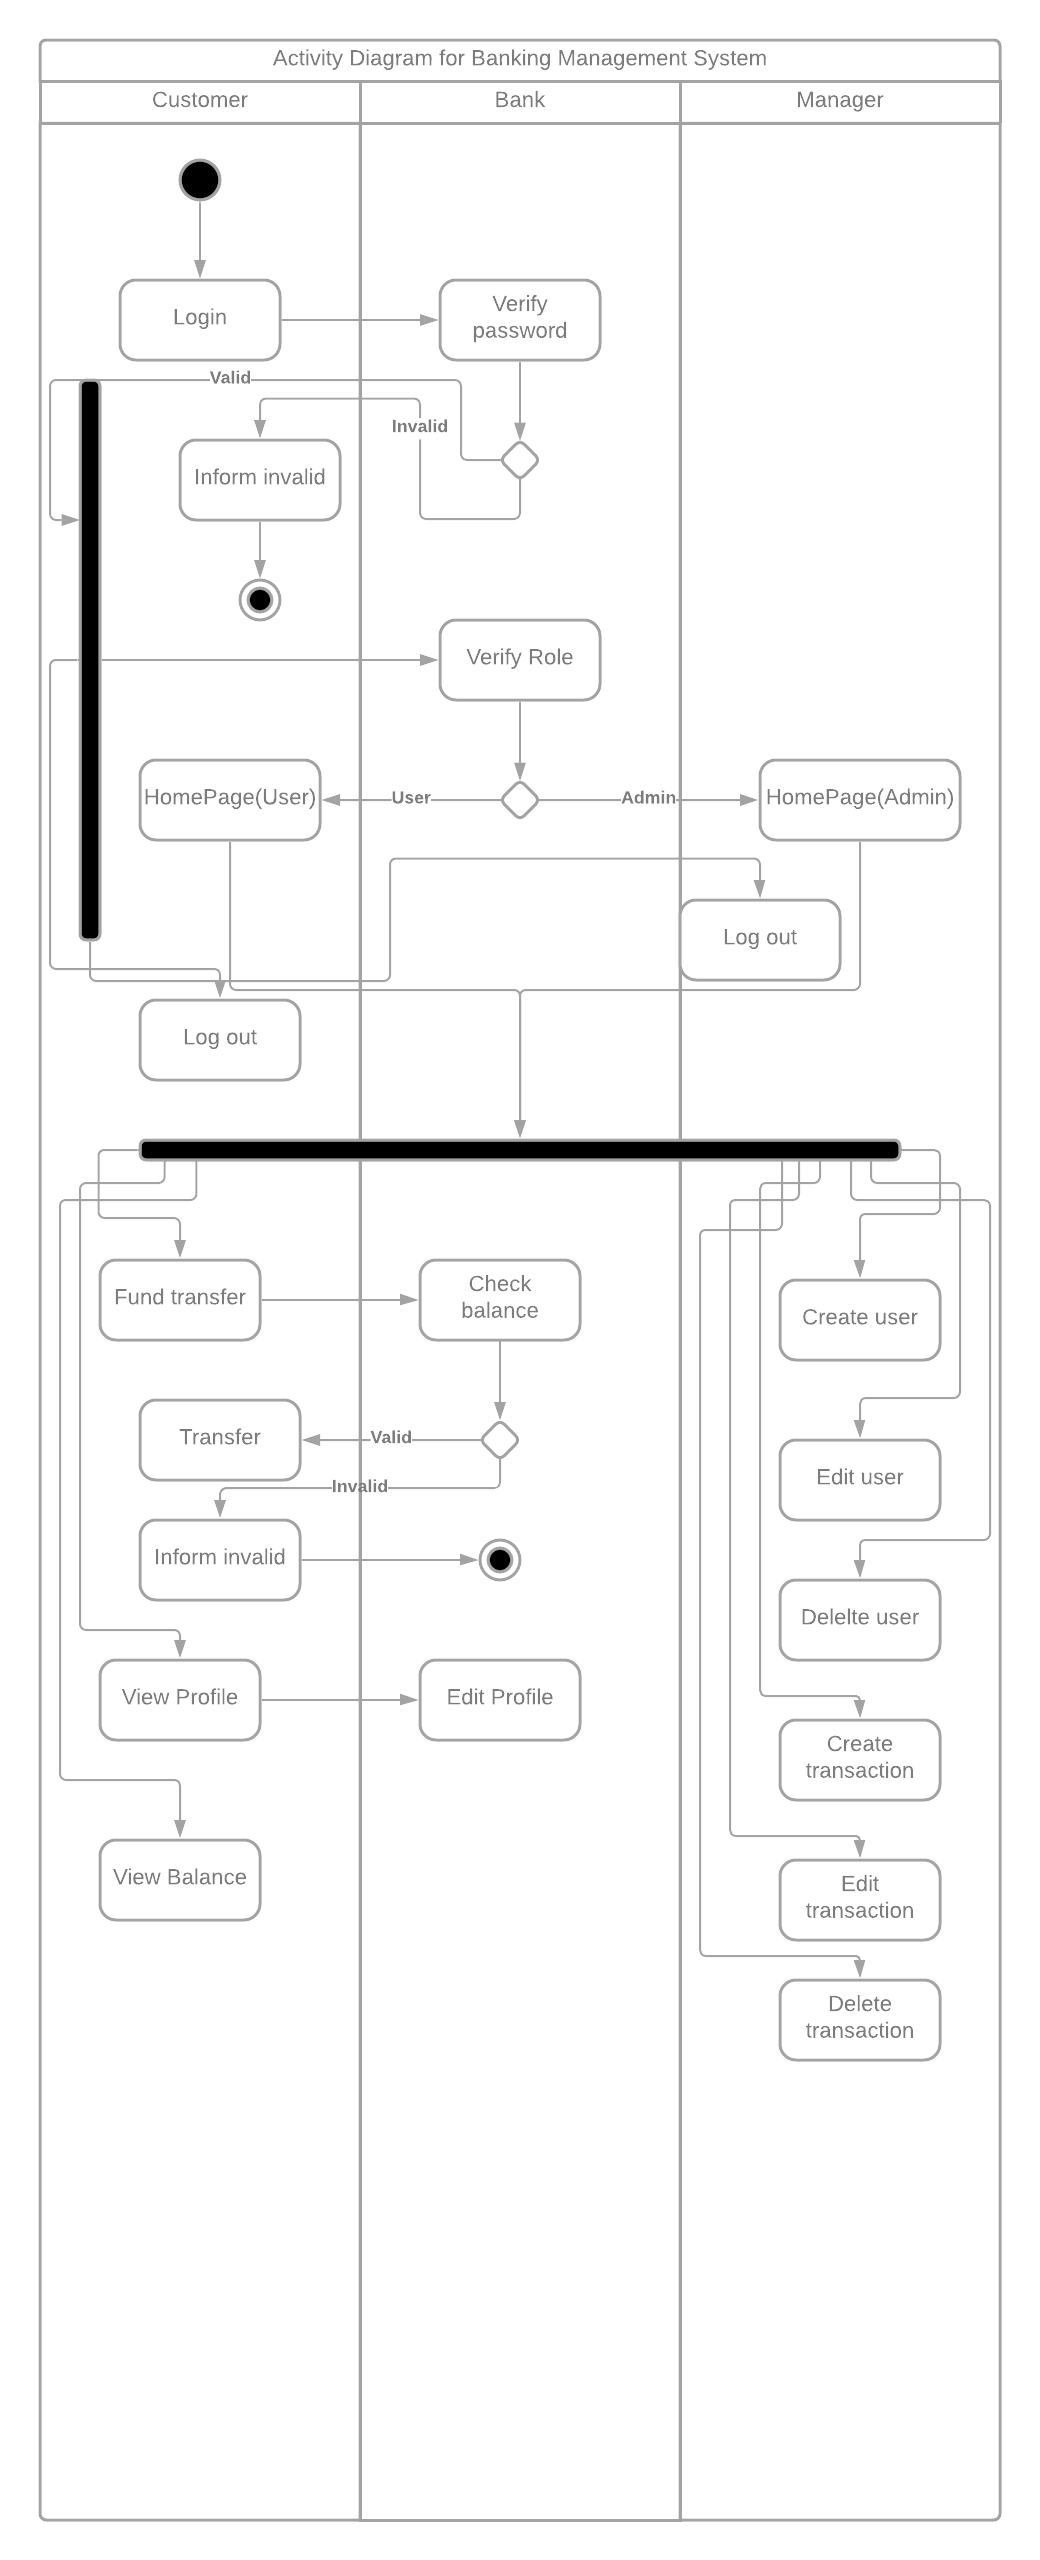 Activity Diagram for Banking Management System
Customer
Bank
Manager
Login
Verify
password
Valid
Invalid
Inform invalid
Verify Role
HomePage(User)
User
Admin
HomePage(Admin)
Log out
Log out
Fund transfer
Check
balance
Create user
Transfer
Valid
Edit user
Invalid
Inform invalid
Delelte user
View Profile
Edit Profile
Create
transaction
View Balance
Edit
transaction
Delete
transaction